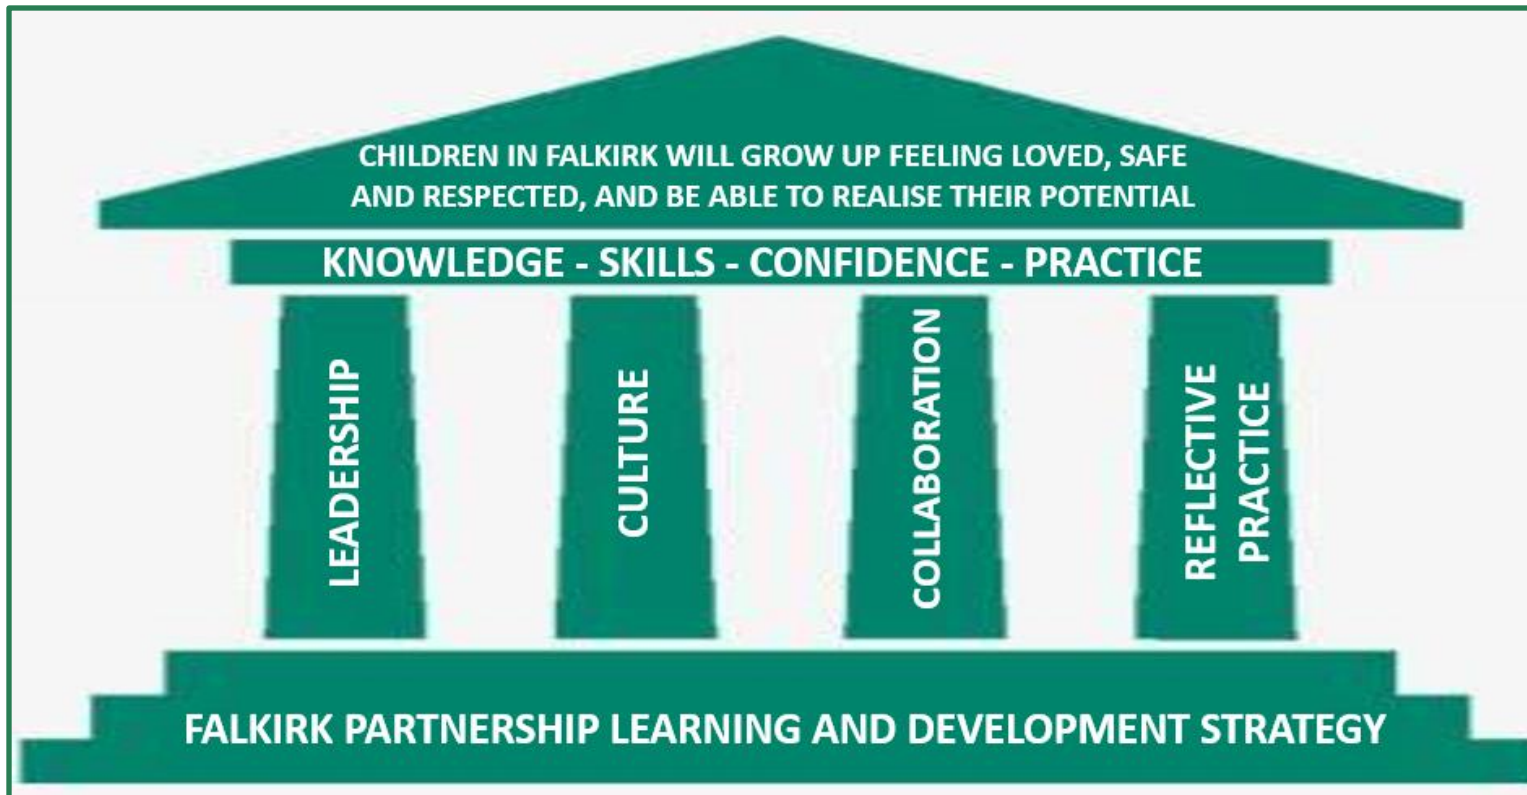 CHILDREN IN FALKIRK WILL GROW UP FEELING LOVED, SAFE
AND RESPECTED, AND BE ABLE TO REALISE THEIR POTENTIAL
KNOWLEDGE - SKILLS - CONFIDENCE - PRACTICE
LEADERSHIP
CULTURE
COLLABORATION
REFLECTIVE
PRACTICE
FALKIRK PARTNERSHIP LEARNING AND DEVELOPMENT STRATEGY